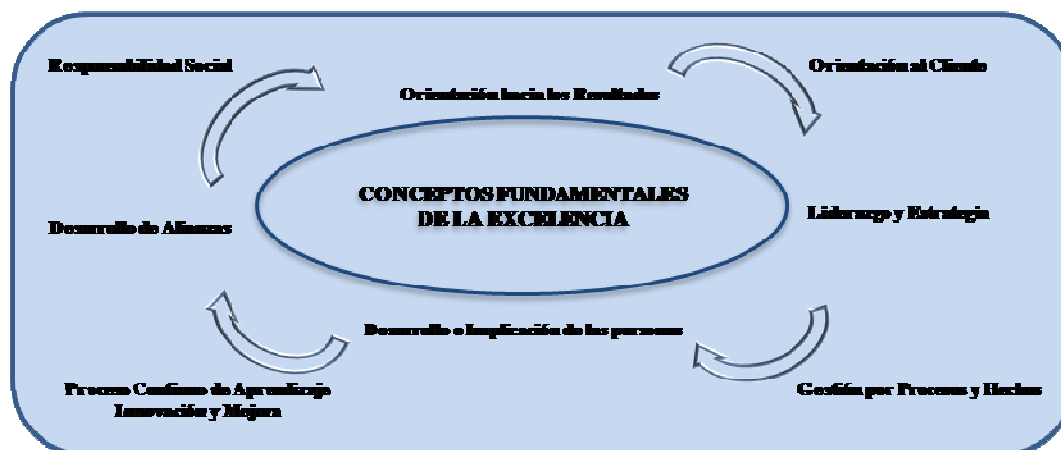 Responsabilidad Social
Orientación al Cliente
Orientación hacia los Resultados
CONCEPTOS FUNDAMENTALES
DE LA EXCELENCIA
Desarrollo de Alianzas
Liderazgo y Estrategia
Desarrollo e Implicación de las personas
Proceso Continuo de Aprendizaje
Innovación y Mejora
Gestión por Procesos y Hechos